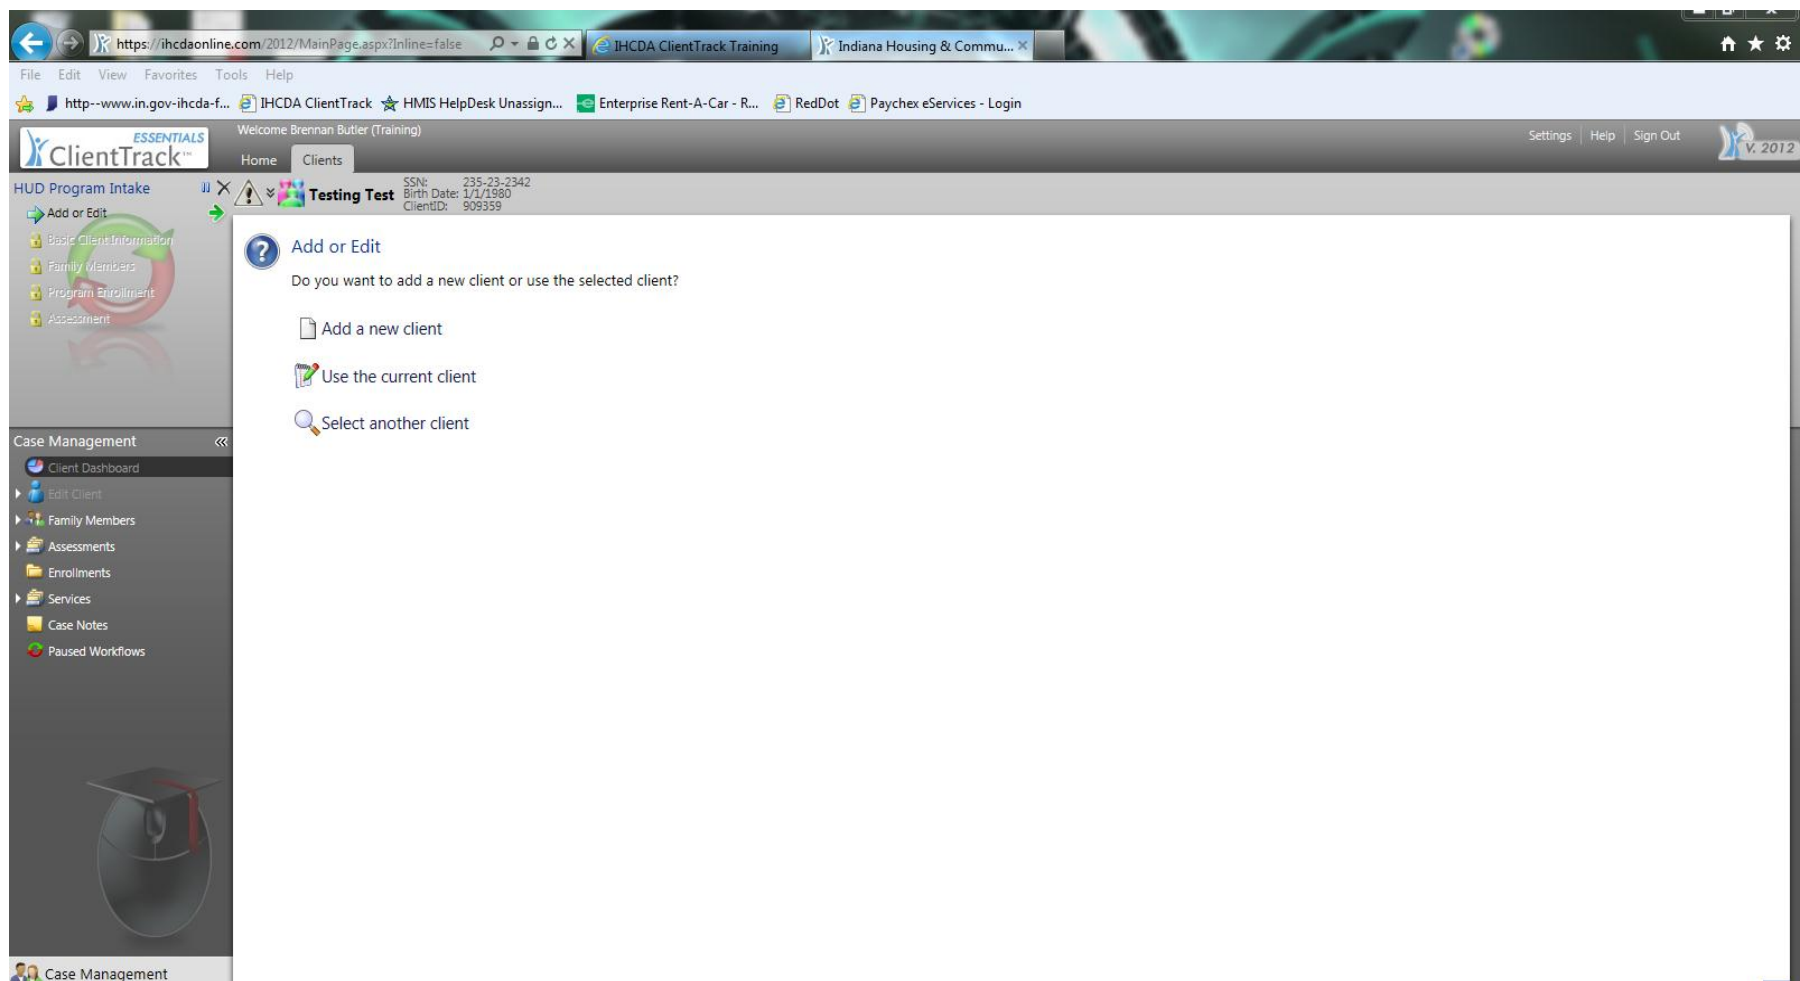 https://ihcdaonline.com/2012/MainPage.aspx?Inline=false
IHCDA ClientTrack Training
Indiana Housing & Commu...
File Edit View Favorites Tools Help
http--www.in.gov-ihcda-f... IHCDA ClientTrack HMIS HelpDesk Unassign... Enterprise Rent-A-Car - R... RedDot Paychex eServices - Login
ESSENTIALS
ClientTrack™
Welcome Brennan Butler (Training)
Home Clients
Settings Help Sign Out
V. 2012
HUD Program Intake
Add or Edit
Basic Client Information
Family Members
Program Enrollment
Assessment
Testing Test
SSN: 235-23-2342
Birth Date: 1/1/1980
ClientID: 909359
Add or Edit
Do you want to add a new client or use the selected client?
Add a new client
Use the current client
Select another client
Case Management
Client Dashboard
Edit Client
Family Members
Assessments
Enrollments
Services
Case Notes
Paused Workflows
Case Management